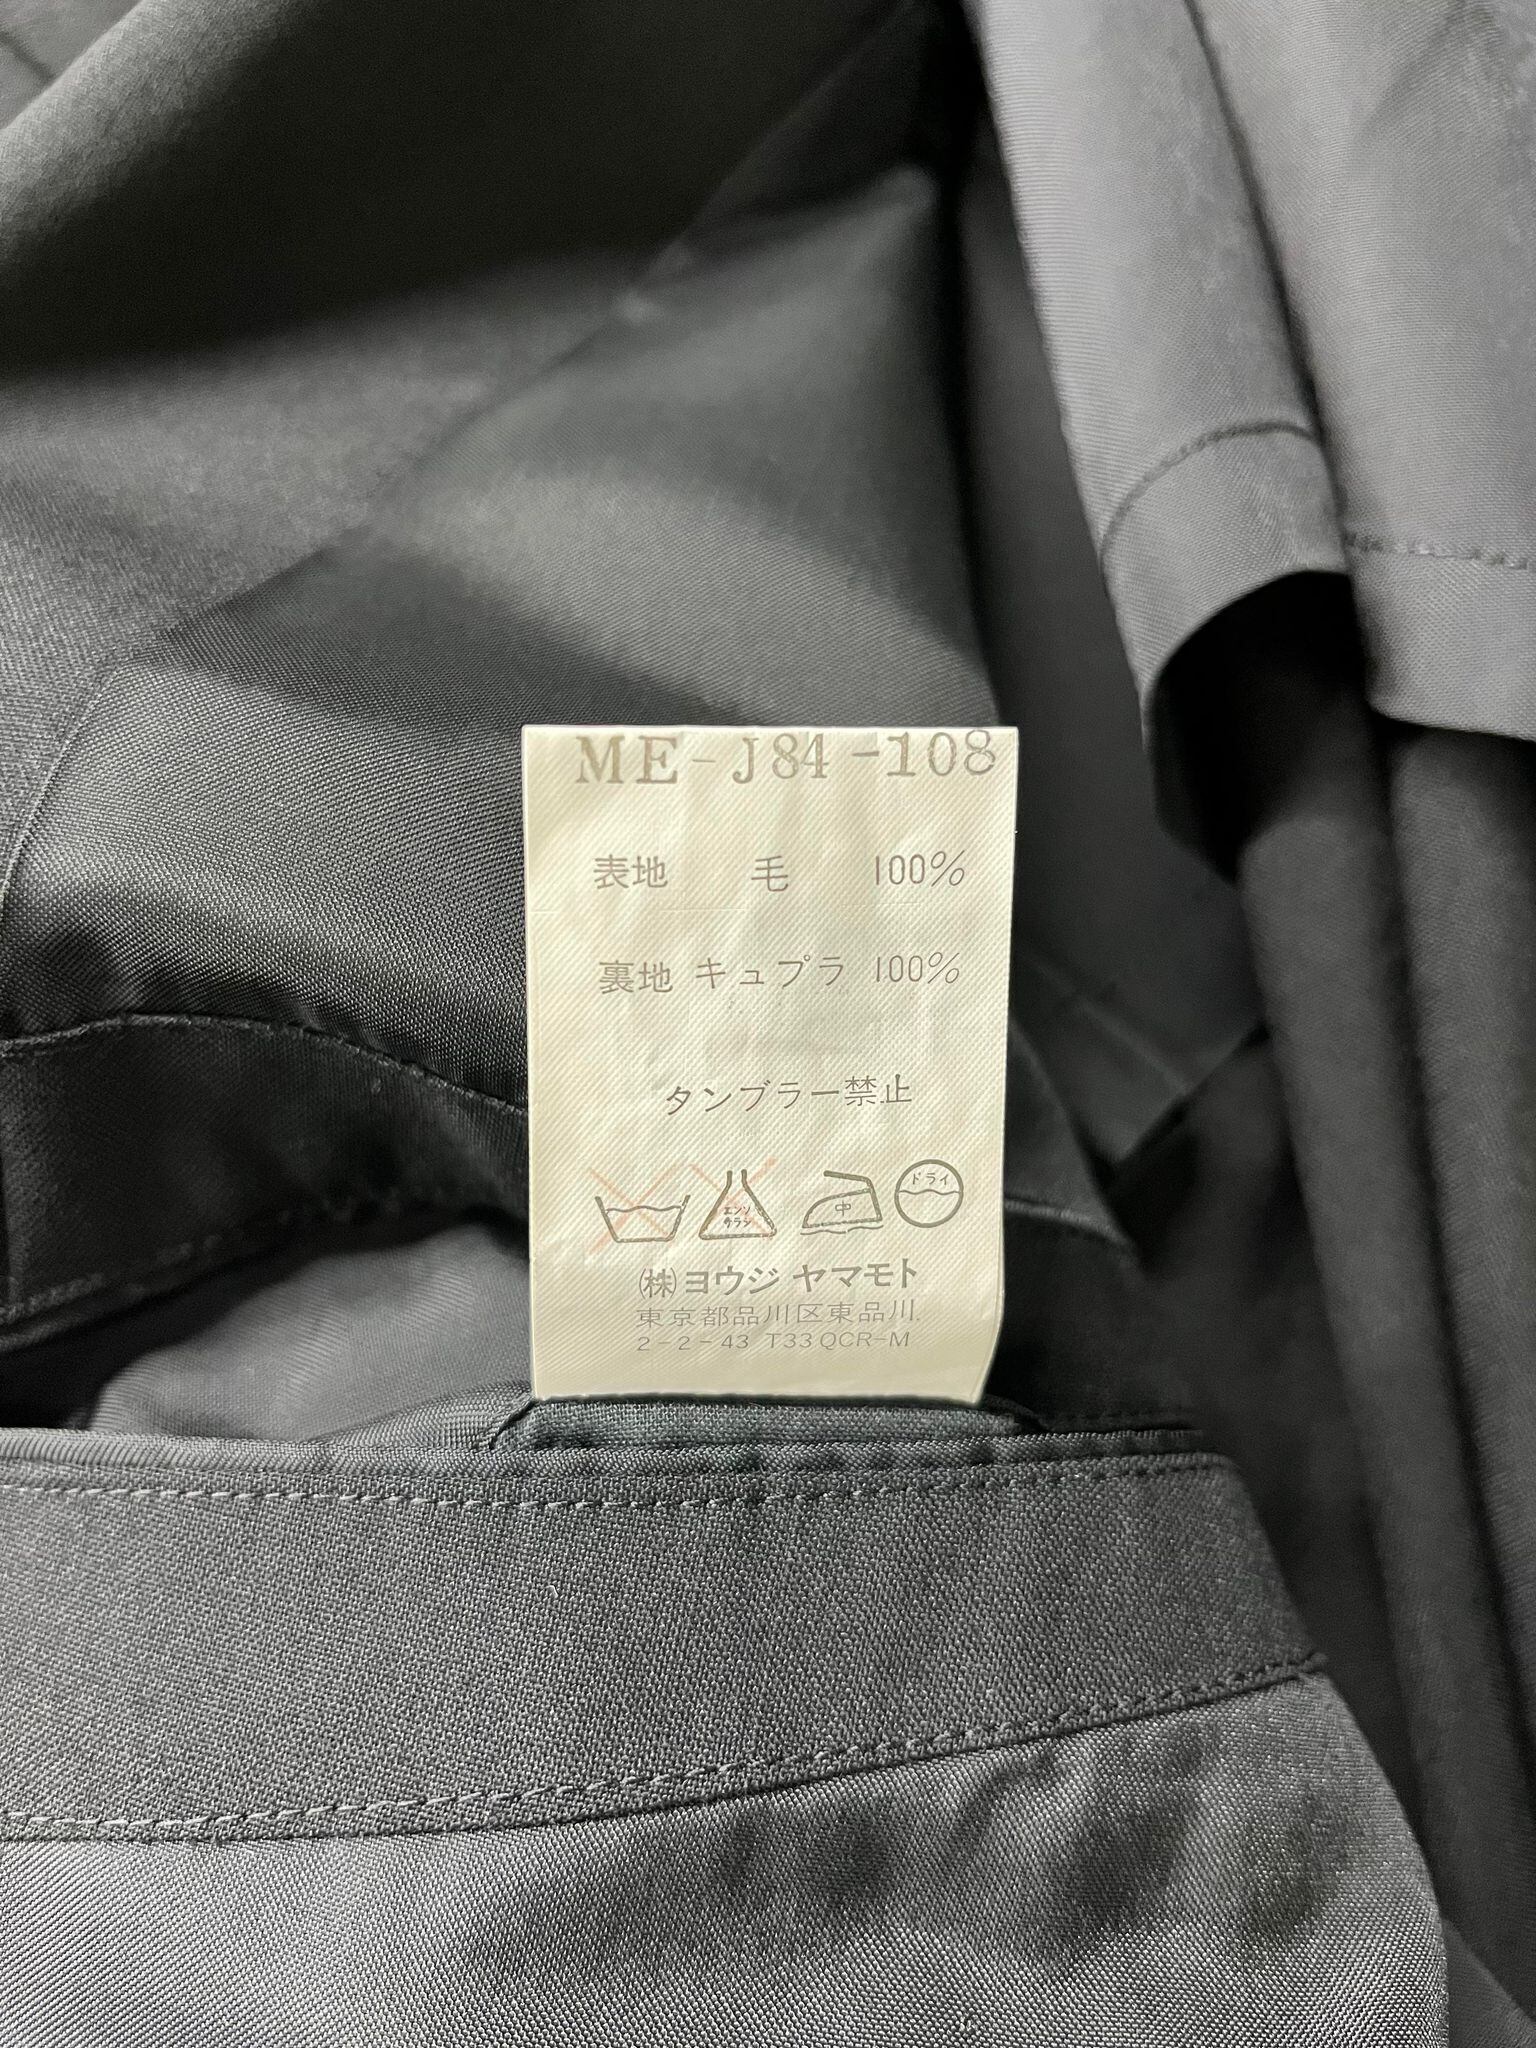 ME-J84-108
表地 毛 100%
裏地 キュプラ 100%
タンブラー禁止
エンソ サラシ 中 ドライ
(株)ヨウジ ヤマモト
東京都品川区東品川
2-2-43 T33 QCR-M